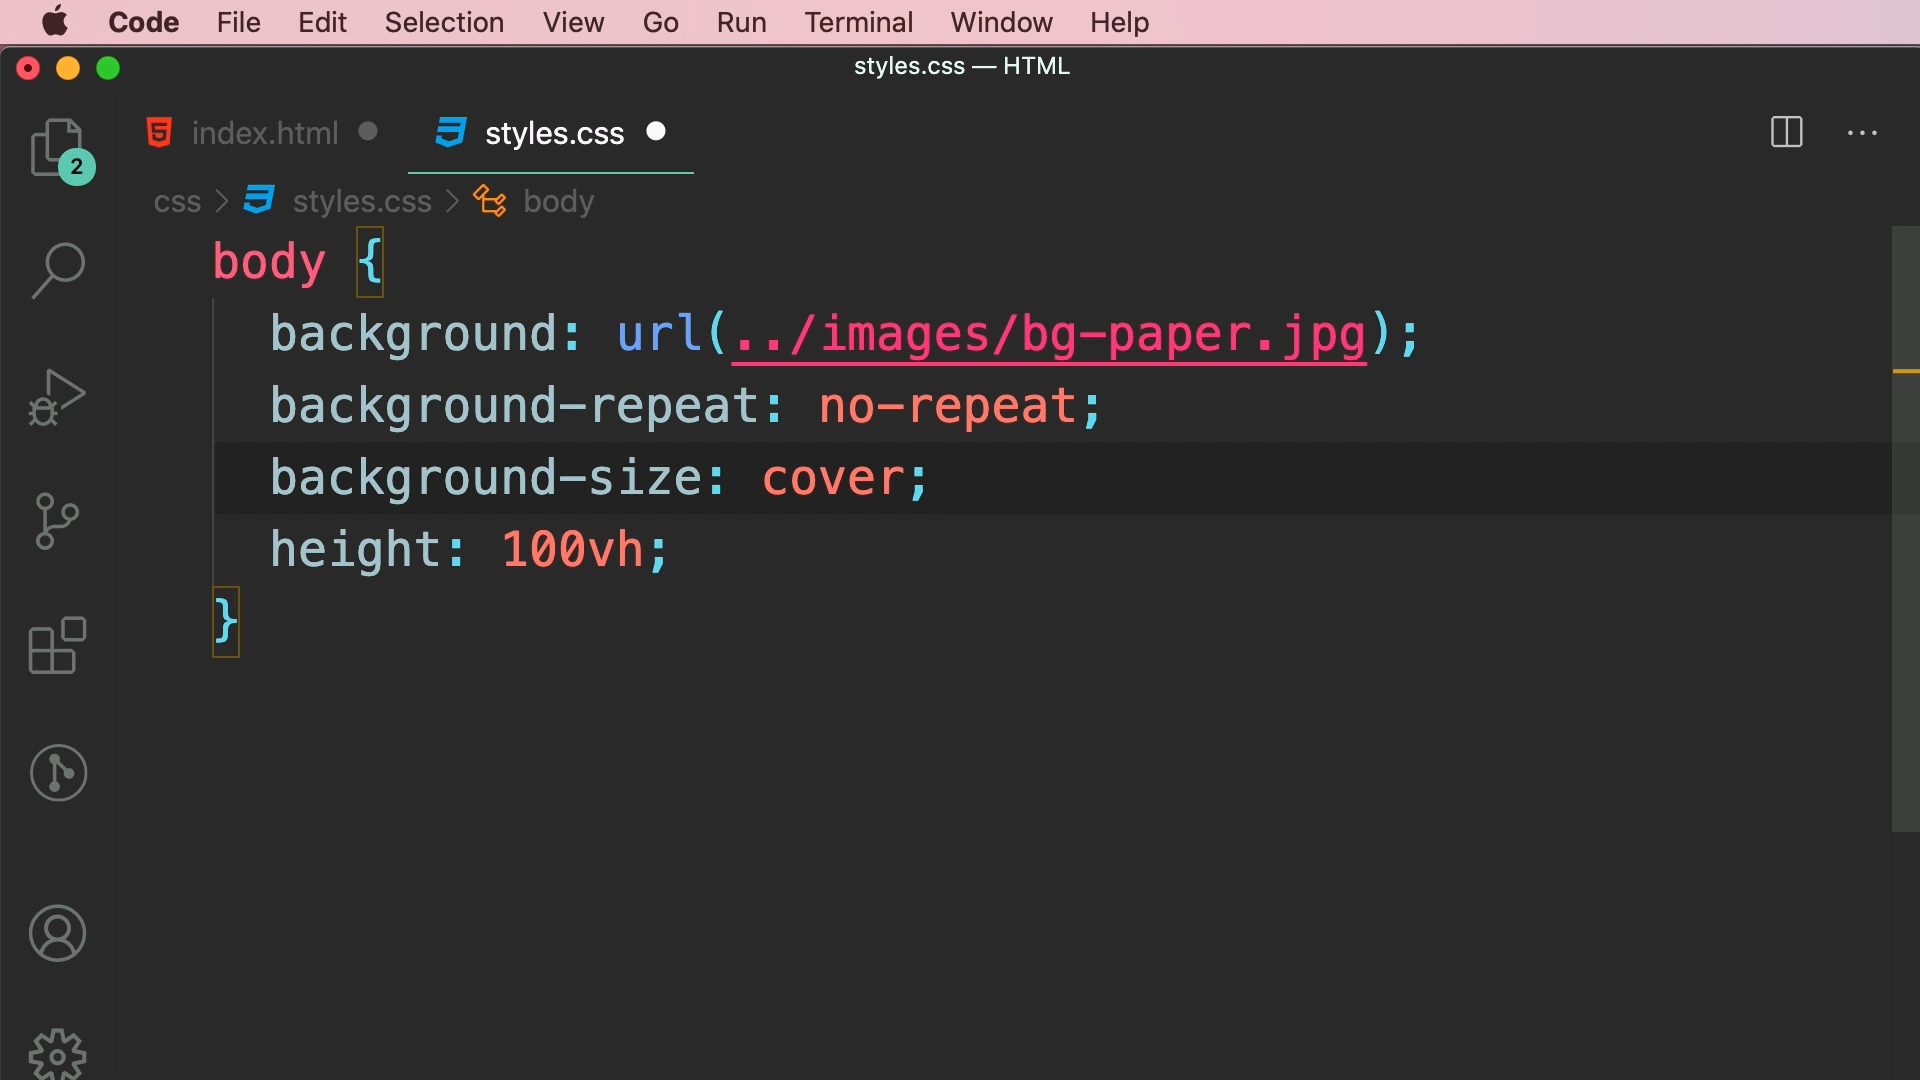 Code File Edit Selection View Go Run Terminal Window Help
styles.css — HTML
index.html styles.css
2
css > styles.css > body
body {
background: url(../images/bg-paper.jpg);
background-repeat: no-repeat;
background-size: cover;
height: 100vh;
}